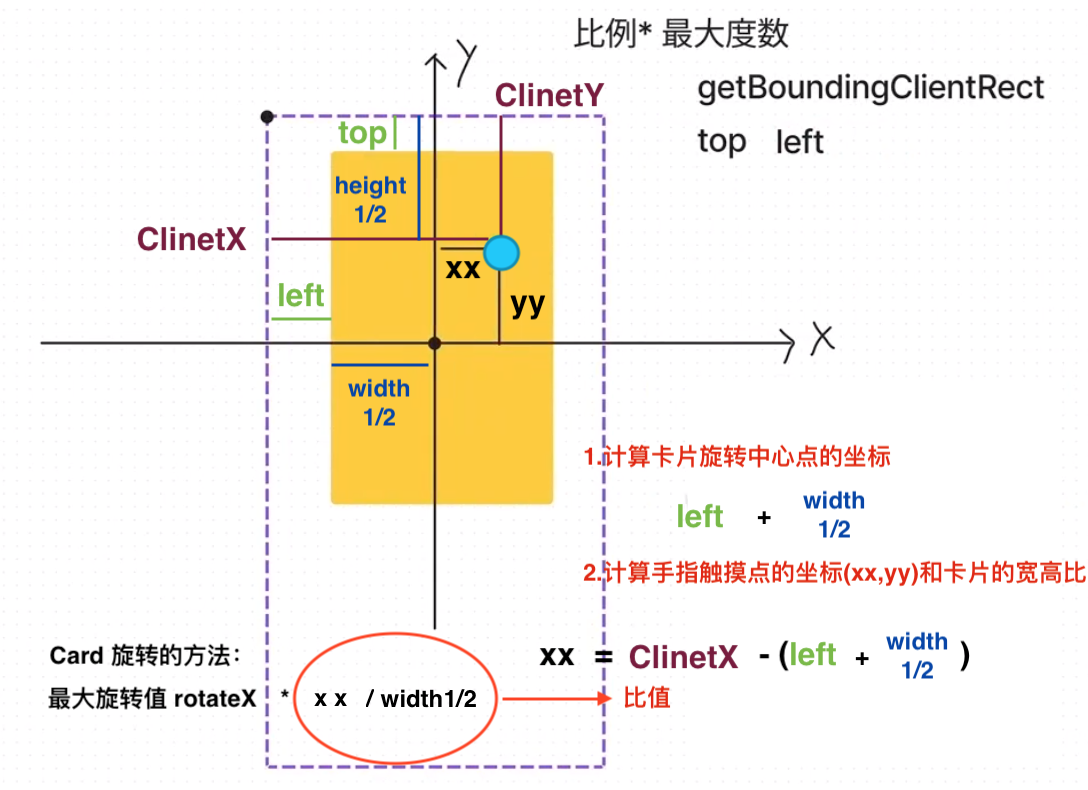 比例* 最大度数
Y
getBoundingClientRect
ClinetY
top
top left
height
1/2
ClinetX
xx
left
yy
X
width
1/2
1.计算卡片旋转中心点的坐标
left + width
1/2
2.计算手指触摸点的坐标(xx,yy)和卡片的宽高比
Card 旋转的方法：
xx = ClinetX - (left + width
1/2 )
最大旋转值 rotateX * x x / width1/2
比值